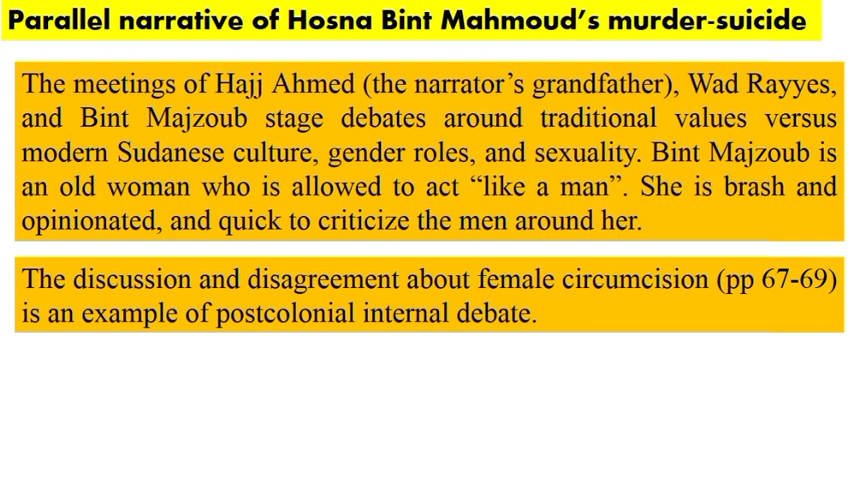 Parallel narrative of Hosna Bint Mahmoud's murder-suicide
The meetings of Hajj Ahmed (the narrator's grandfather), Wad Rayyes,
and Bint Majzoub stage debates around traditional values versus
modern Sudanese culture, gender roles, and sexuality. Bint Majzoub is
an old woman who is allowed to act “like a man”. She is brash and
opinionated, and quick to criticize the men around her.
The discussion and disagreement about female circumcision (pp 67-69)
is an example of postcolonial internal debate.